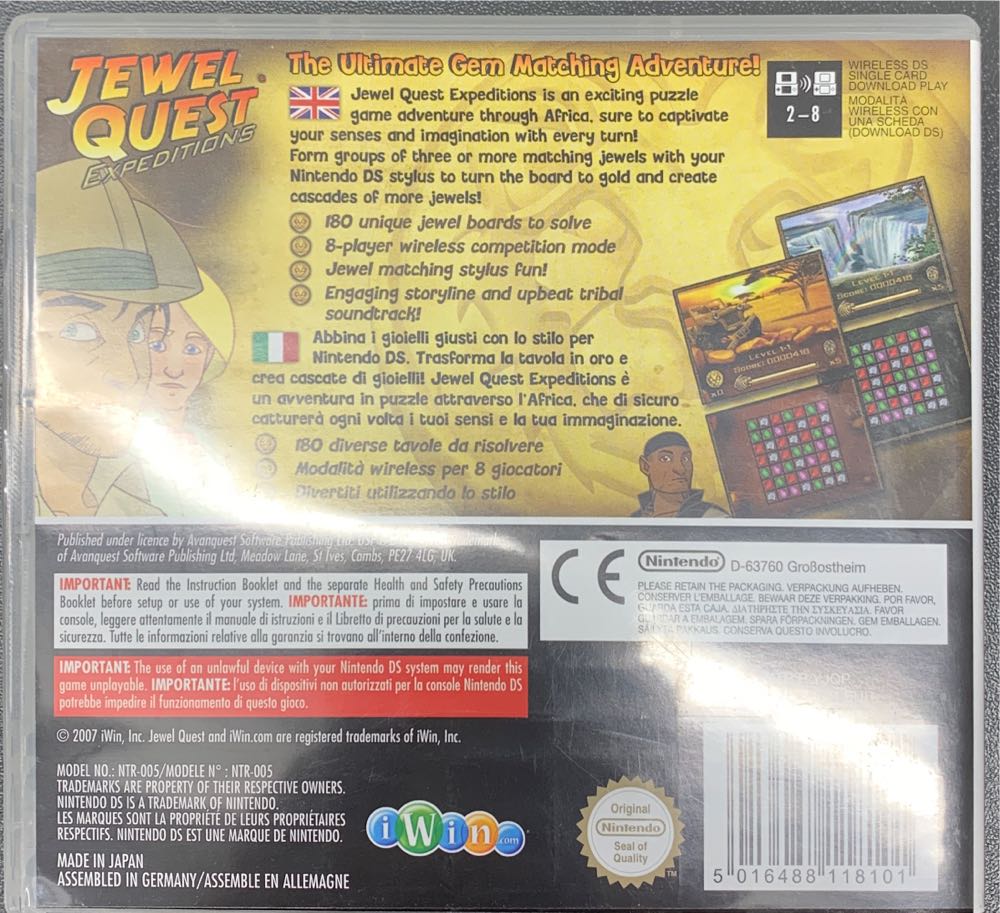 JEWEL
QUEST
EXPEDITIONS
The Ultimate Gem Matching Adventure!
Jewel Quest Expeditions is an exciting puzzle
game adventure through Africa, sure to captivate
your senses and imagination with every turn!
Form groups of three or more matching jewels with your
Nintendo DS stylus to turn the board to gold and create
cascades of more jewels!
180 unique jewel boards to solve
8-player wireless competition mode
Jewel matching stylus fun!
Engaging storyline and upbeat tribal
soundtrack!
Abbina i gioielli giusti con lo stilo per
Nintendo DS. Trasforma la tavola in oro e
crea cascate di gioielli! Jewel Quest Expeditions è
un avventura in puzzle attraverso l'Africa, che di sicuro
catturerà ogni volta i tuoi sensi e la tua immaginazione.
180 diverse tavole da risolvere
Modalità wireless per 8 giocatori
Divertiti utilizzando lo stilo
2-8
WIRELESS DS
SINGLE CARD
DOWNLOAD PLAY
MODALITÀ
WIRELESS CON
UNA SCHEDA
(DOWNLOAD DS)
LEVEL 1-1
SCORE: 0000418
X5
LEVEL 1-1
SCORE: 0000418
X0
X5
Published under licence by Avanquest Software Publishing Ltd.
of Avanquest Software Publishing Ltd, Meadow Lane, St Ives, Cambs, PE27 4LG, UK.
IMPORTANT: Read the Instruction Booklet and the separate Health and Safety Precautions
Booklet before setup or use of your system. IMPORTANTE: prima di impostare e usare la
console, leggere attentamente il manuale di istruzioni e il Libretto di precauzioni per la salute e la
sicurezza. Tutte le informazioni relative alla garanzia si trovano all'interno della confezione.
IMPORTANT: The use of an unlawful device with your Nintendo DS system may render this
game unplayable. IMPORTANTE: l'uso di dispositivi non autorizzati per la console Nintendo DS
potrebbe impedire il funzionamento di questo gioco.
© 2007 iWin, Inc. Jewel Quest and iWin.com are registered trademarks of iWin, Inc.
MODEL NO.: NTR-005/MODELE N° : NTR-005
TRADEMARKS ARE PROPERTY OF THEIR RESPECTIVE OWNERS.
NINTENDO DS IS A TRADEMARK OF NINTENDO.
LES MARQUES SONT LA PROPRIÉTÉ DE LEURS PROPRIÉTAIRES
RESPECTIFS. NINTENDO DS EST UNE MARQUE DE NINTENDO.
MADE IN JAPAN
ASSEMBLED IN GERMANY/ASSEMBLE EN ALLEMAGNE
iWin.com
CE
Nintendo D-63760 Großostheim
PLEASE RETAIN THE PACKAGING. VERPACKUNG AUFHEBEN.
CONSERVER L'EMBALLAGE. BEWAAR DEZE VERPAKKING. POR FAVOR,
GUARDA ESTA CAJA. ΔΙΑΤΗΡΗΣΤΕ ΤΗΝ ΣΥΣΚΕΥΑΣΙΑ. FAVOR
GUARDAR A EMBALAGEM. SPARA FÖRPACKNINGEN. GEM EMBALLAGEN.
SÄILYTÄ PAKKAUS. CONSERVA QUESTO INVOLUCRO.
Original
Nintendo
Seal of
Quality
TM
5 016488 118101